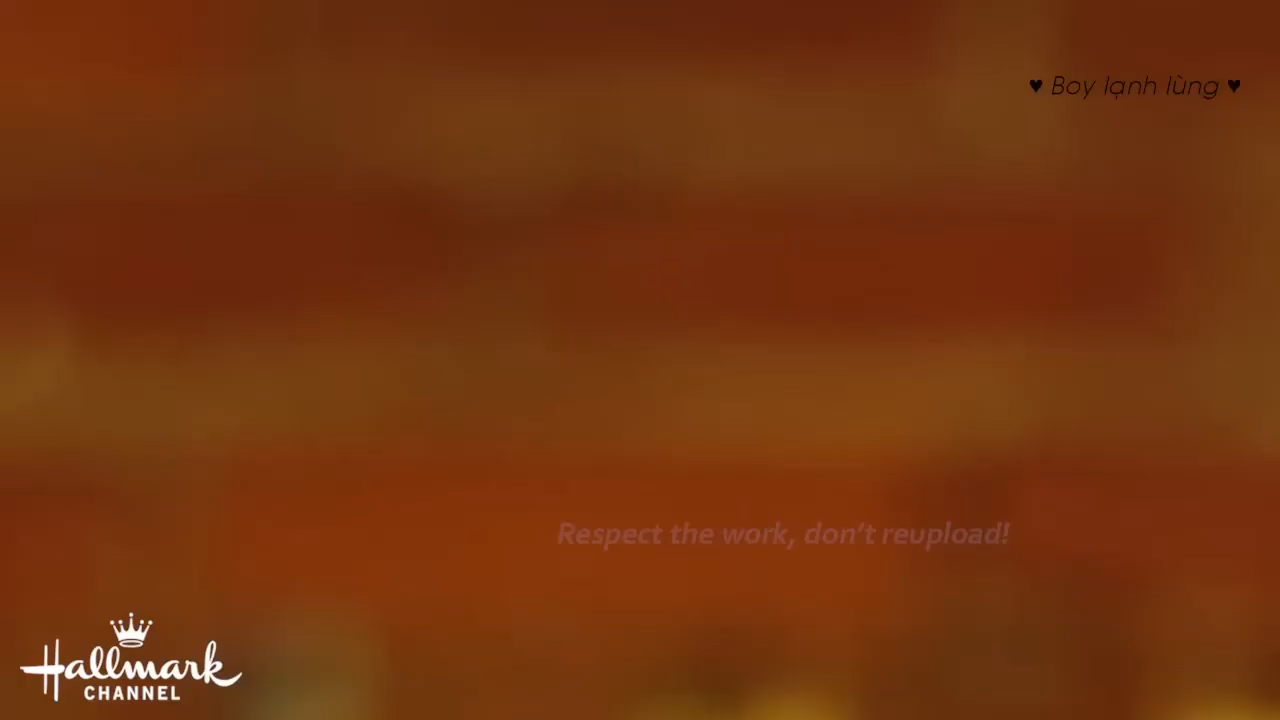 ♥ Boy lạnh lùng ♥
Respect the work, don't reupload!
Hallmark
CHANNEL